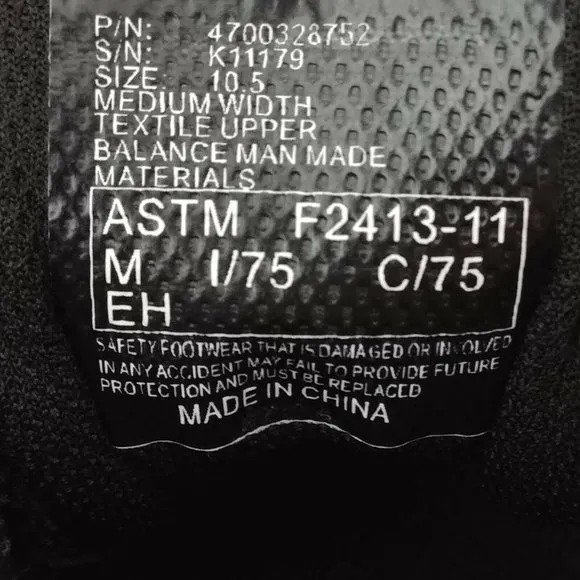 P/N: 4700328752
S/N: K11179
SIZE: 10.5
MEDIUM WIDTH
TEXTILE UPPER
BALANCE MAN MADE
MATERIALS
ASTM F2413-11
M I/75 C/75
EH
SAFETY FOOTWEAR THAT IS DAMAGED OR INVOLVED
IN ANY ACCIDENT MAY FAIL TO PROVIDE FUTURE
PROTECTION AND MUST BE REPLACED
MADE IN CHINA